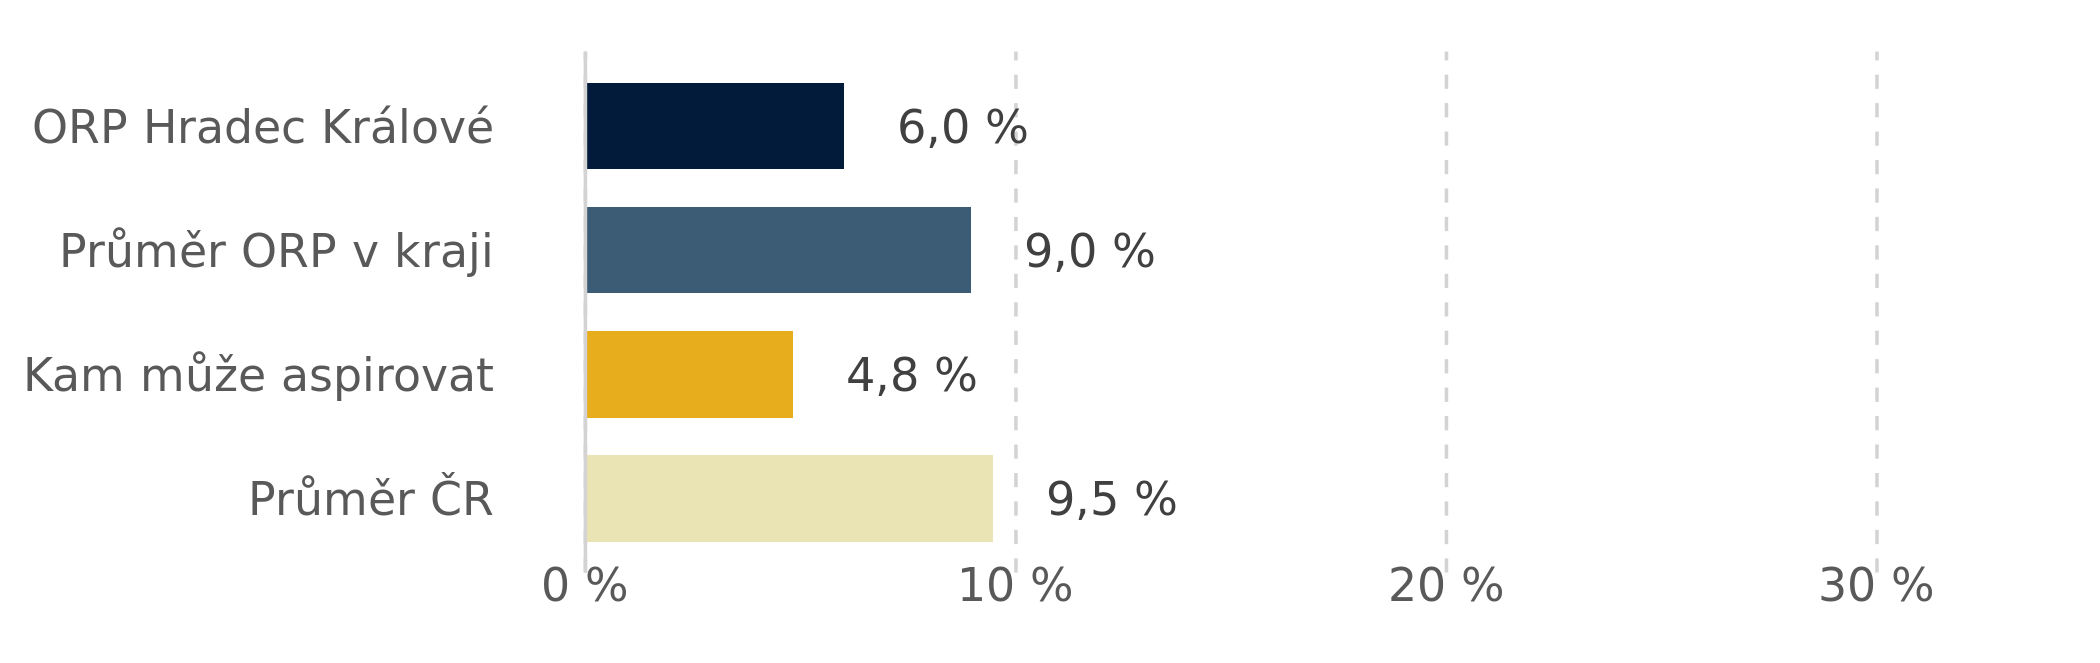 ORP Hradec Králové 6,0 %
Průměr ORP v kraji 9,0 %
Kam může aspirovat 4,8 %
Průměr ČR 9,5 %
0 % 10 % 20 % 30 %